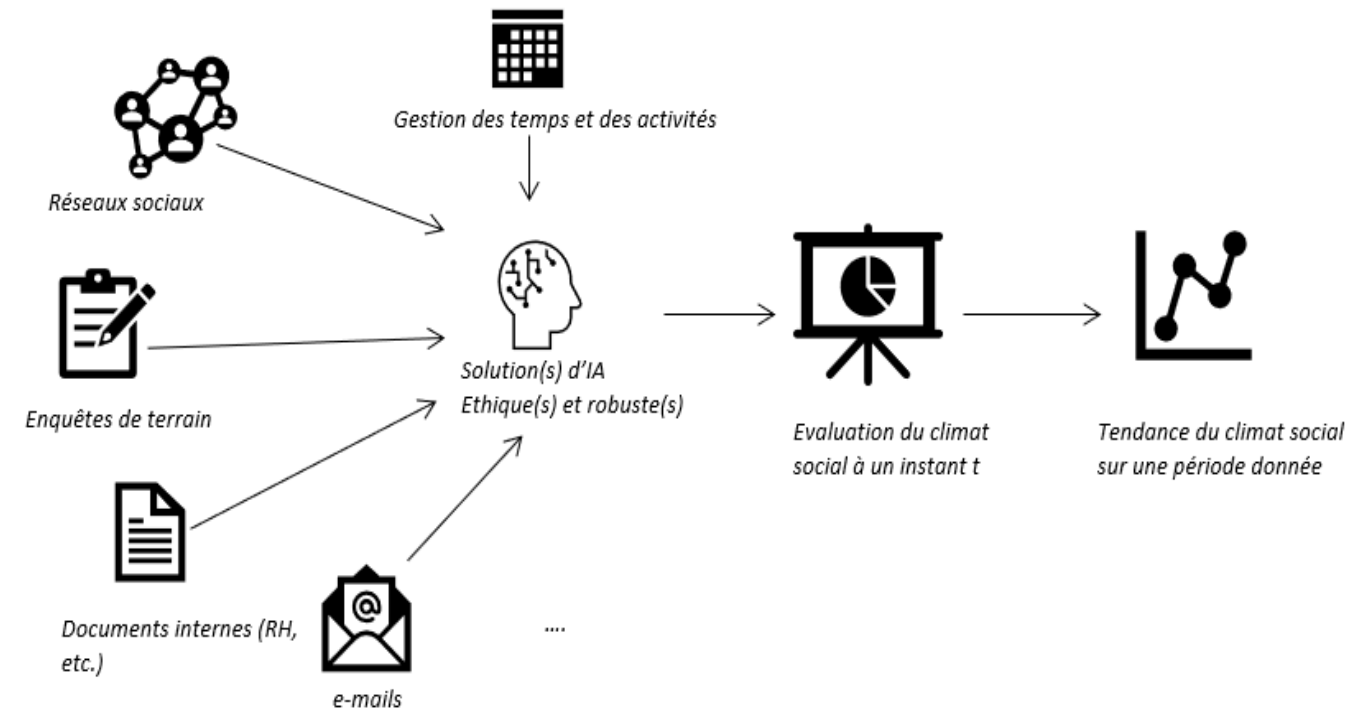 Gestion des temps et des activités
Réseaux sociaux
Enquêtes de terrain
Solution(s) d'IA
Ethique(s) et robuste(s)
Evaluation du climat
social à un instant t
Tendance du climat social
sur une période donnée
Documents internes (RH,
etc.)
@
e-mails
....